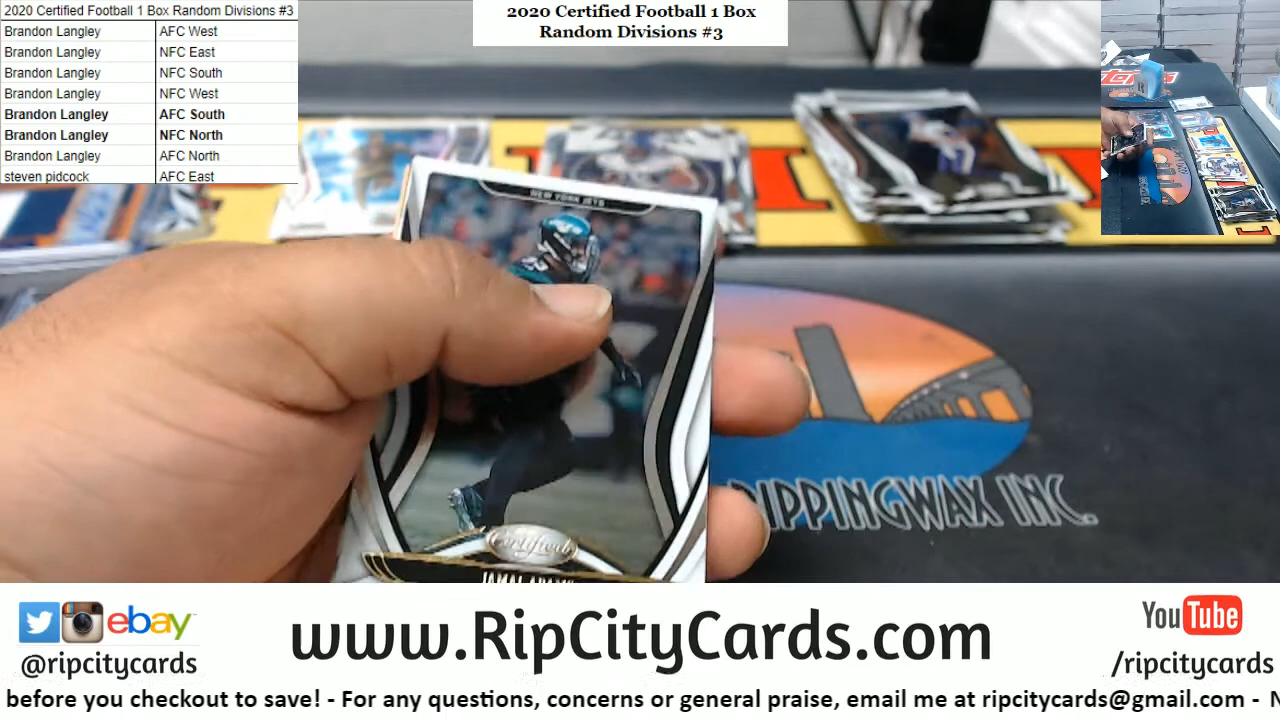 2020 Certified Football 1 Box Random Divisions #3
Brandon Langley AFC West
Brandon Langley NFC East
Brandon Langley NFC South
Brandon Langley NFC West
Brandon Langley AFC South
Brandon Langley NFC North
Brandon Langley AFC North
steven pidcock AFC East
2020 Certified Football 1 Box
Random Divisions #3
NEW YORK JETS
Certified
JAMAL ADAMS
RIPPINGWAX INC.
ebay
@ripcitycards
www.RipCityCards.com
YouTube
/ripcitycards
before you checkout to save! - For any questions, concerns or general praise, email me at ripcitycards@gmail.com - N